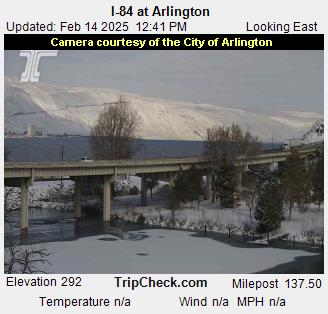 I-84 at Arlington
Updated: Feb 14 2025 12:41 PM Looking East
Camera courtesy of the City of Arlington
Elevation 292 TripCheck.com Milepost 137.50
Temperature n/a Wind n/a MPH n/a